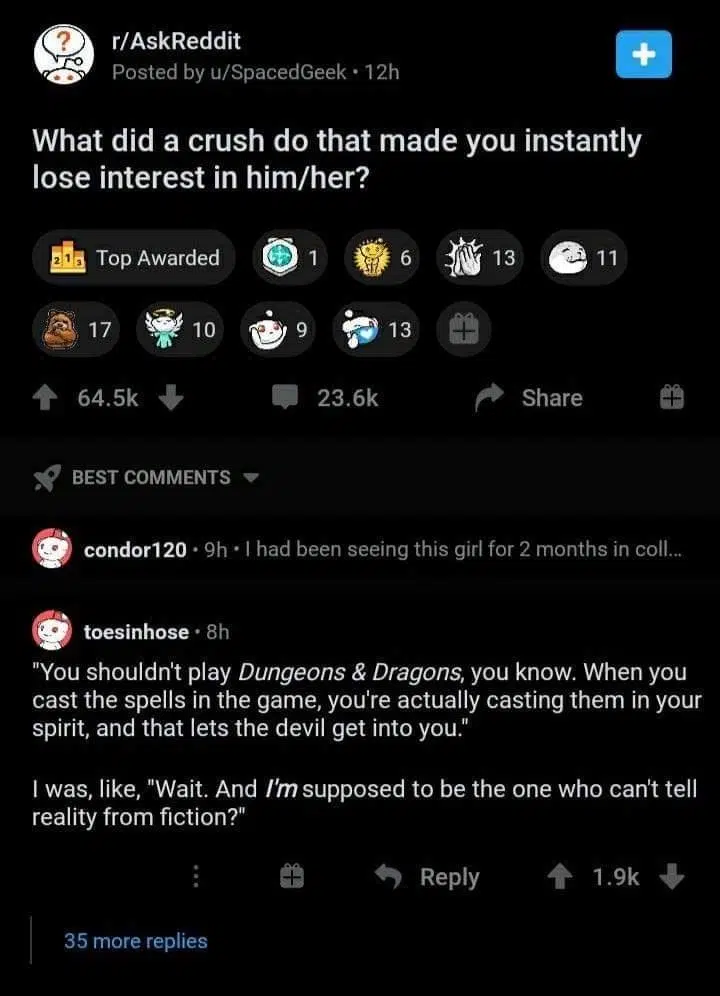 r/AskReddit
Posted by u/SpacedGeek • 12h
What did a crush do that made you instantly
lose interest in him/her?
Top Awarded 1 6 13 11
17 10 9 13
64.5k 23.6k Share
BEST COMMENTS
condor120 • 9h • I had been seeing this girl for 2 months in coll...
toesinhose • 8h
"You shouldn't play Dungeons & Dragons, you know. When you
cast the spells in the game, you're actually casting them in your
spirit, and that lets the devil get into you."
I was, like, "Wait. And I'm supposed to be the one who can't tell
reality from fiction?"
Reply 1.9k
35 more replies